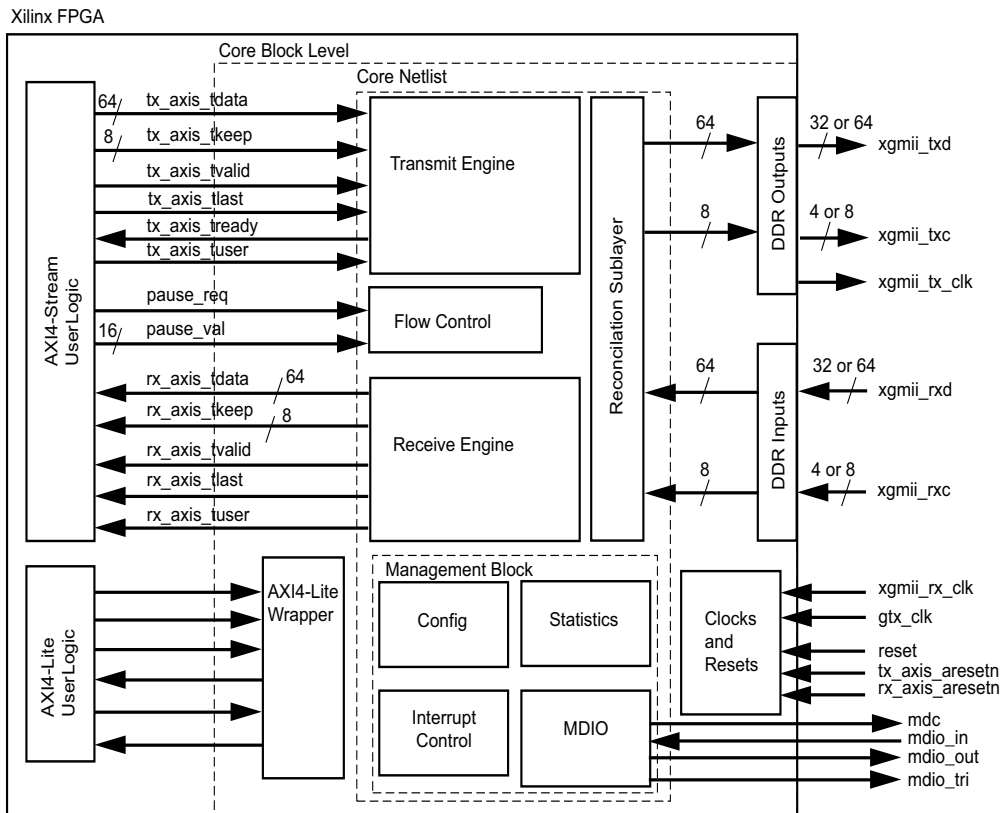 Xilinx FPGA
Core Block Level
Core Netlist
AXI4-Stream
UserLogic
64
tx_axis_tdata
8
tx_axis_tkeep
tx_axis_tvalid
tx_axis_tlast
tx_axis_tready
tx_axis_tuser
pause_req
16
pause_val
rx_axis_tdata
64
rx_axis_tkeep
8
rx_axis_tvalid
rx_axis_tlast
rx_axis_tuser
Transmit Engine
Flow Control
Receive Engine
Reconciliation Sublayer
64
8
DDR Outputs
32 or 64
xgmii_txd
4 or 8
xgmii_txc
xgmii_tx_clk
64
8
DDR Inputs
32 or 64
xgmii_rxd
4 or 8
xgmii_rxc
AXI4-Lite
UserLogic
AXI4-Lite
Wrapper
Management Block
Config
Statistics
Interrupt
Control
MDIO
Clocks
and
Resets
xgmii_rx_clk
gtx_clk
reset
tx_axis_aresetn
rx_axis_aresetn
mdc
mdio_in
mdio_out
mdio_tri